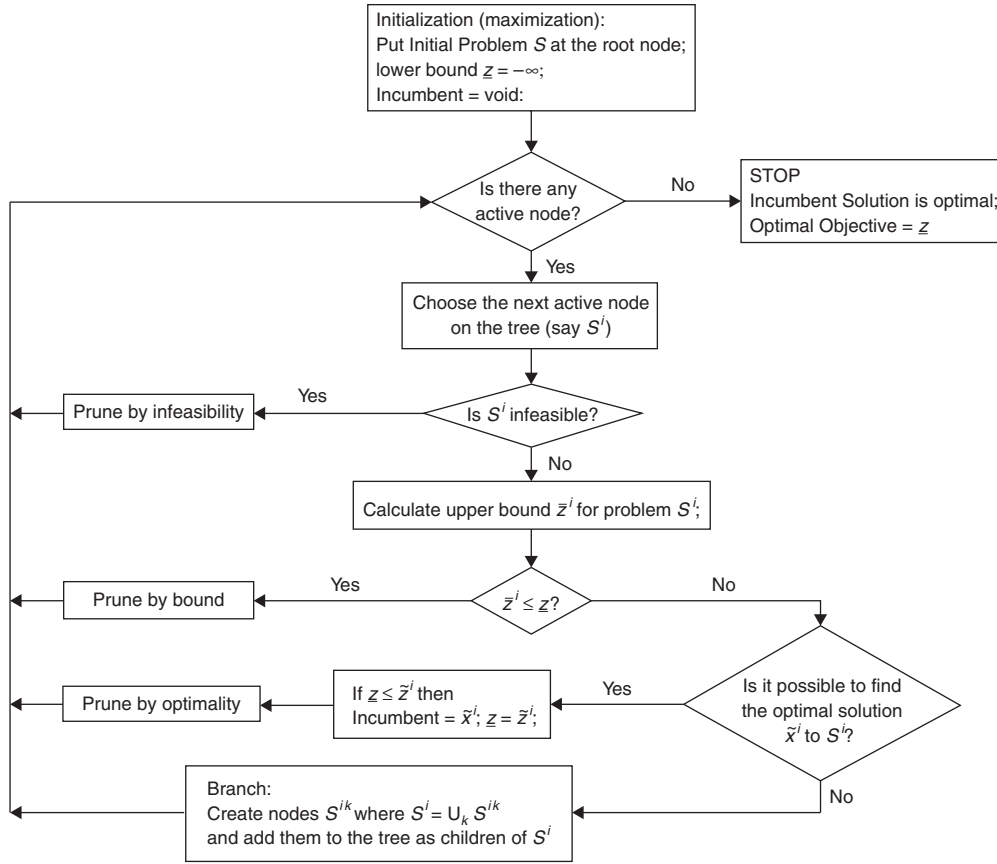 Initialization (maximization):
Put Initial Problem S at the root node;
lower bound z̲ = −∞;
Incumbent = void:
Is there any
active node?
No
STOP
Incumbent Solution is optimal;
Optimal Objective = z̲
Yes
Choose the next active node
on the tree (say Sⁱ)
Prune by infeasibility
Yes
Is Sⁱ infeasible?
No
Calculate upper bound z̄ⁱ for problem Sⁱ;
Prune by bound
Yes
z̄ⁱ ≤ z̲?
No
Prune by optimality
If z̲ ≤ z̃ⁱ then
Incumbent = x̃ⁱ; z̲ = z̃ⁱ;
Yes
Is it possible to find
the optimal solution
x̃ⁱ to Sⁱ?
No
Branch:
Create nodes Sⁱᵏ where Sⁱ = Uₖ Sⁱᵏ
and add them to the tree as children of Sⁱ